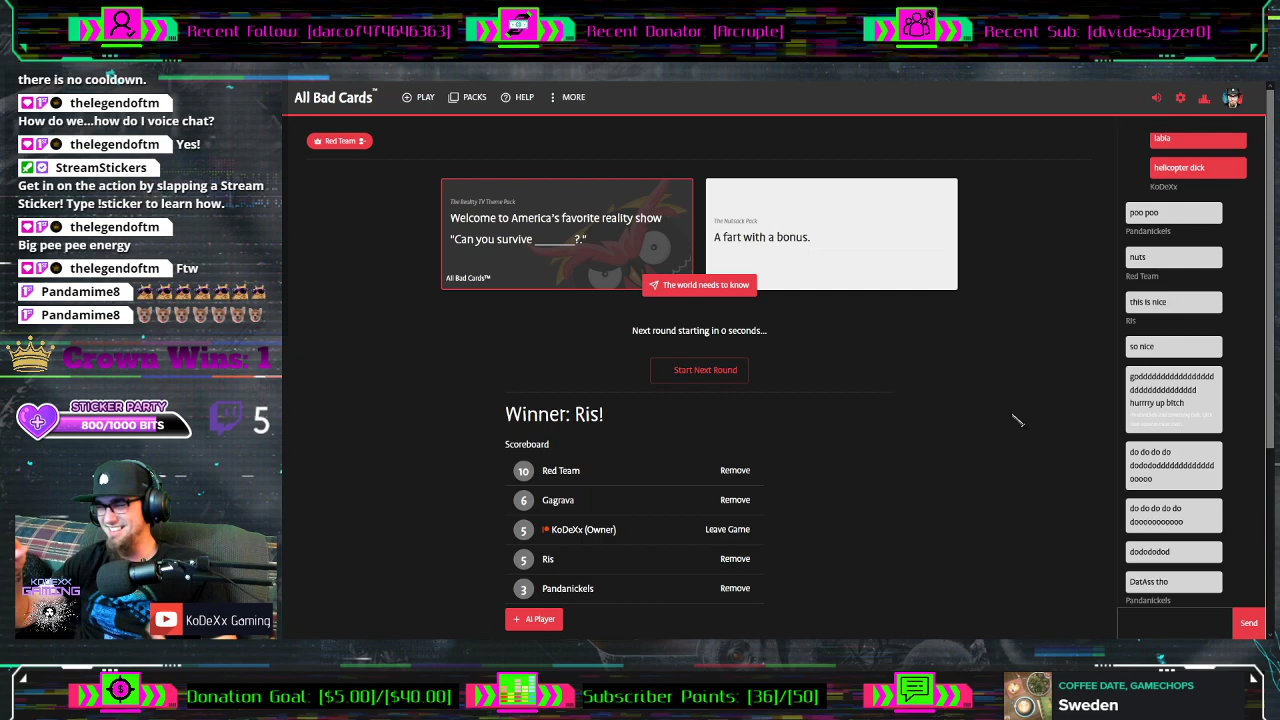 Recent Follow: [darco7474646363]
Recent Donator: [Arcrupte]
Recent Sub: [dividesbyzer0]
there is no cooldown.
thelegendoftm
How do we...how do I voice chat?
thelegendoftm Yes!
StreamStickers
Get in on the action by slapping a Stream
Sticker! Type !sticker to learn how.
thelegendoftm
Big pee pee energy
thelegendoftm Ftw
Pandamime8
Pandamime8
Crown Wins: 1
STICKER PARTY
800/1000 BITS
5
KODEXX
GAMING
KoDeXx Gaming
All Bad Cards™
PLAY
PACKS
HELP
MORE
Red Team
The Reality TV Theme Pack
Welcome to America's favorite reality show
"Can you survive _______?."
All Bad Cards™
The Nutsack Pack
A fart with a bonus.
The world needs to know
Next round starting in 0 seconds...
Start Next Round
Winner: Ris!
Scoreboard
10 Red Team Remove
6 Gagrava Remove
5 KoDeXx (Owner) Leave Game
5 Ris Remove
3 Pandanickels Remove
+ AI Player
labia
helicopter dick
KoDeXx
poo poo
Pandanickels
nuts
Red Team
this is nice
Ris
so nice
hurrrry up bitch
do do do do
ooooo
do do do do do
doooooooooo
dodododod
DatAss tho
Pandanickels
Send
Donation Goal: [$5.00]/[$40.00]
Subscriber Points: [36]/[50]
COFFEE DATE, GAMECHOPS
Sweden